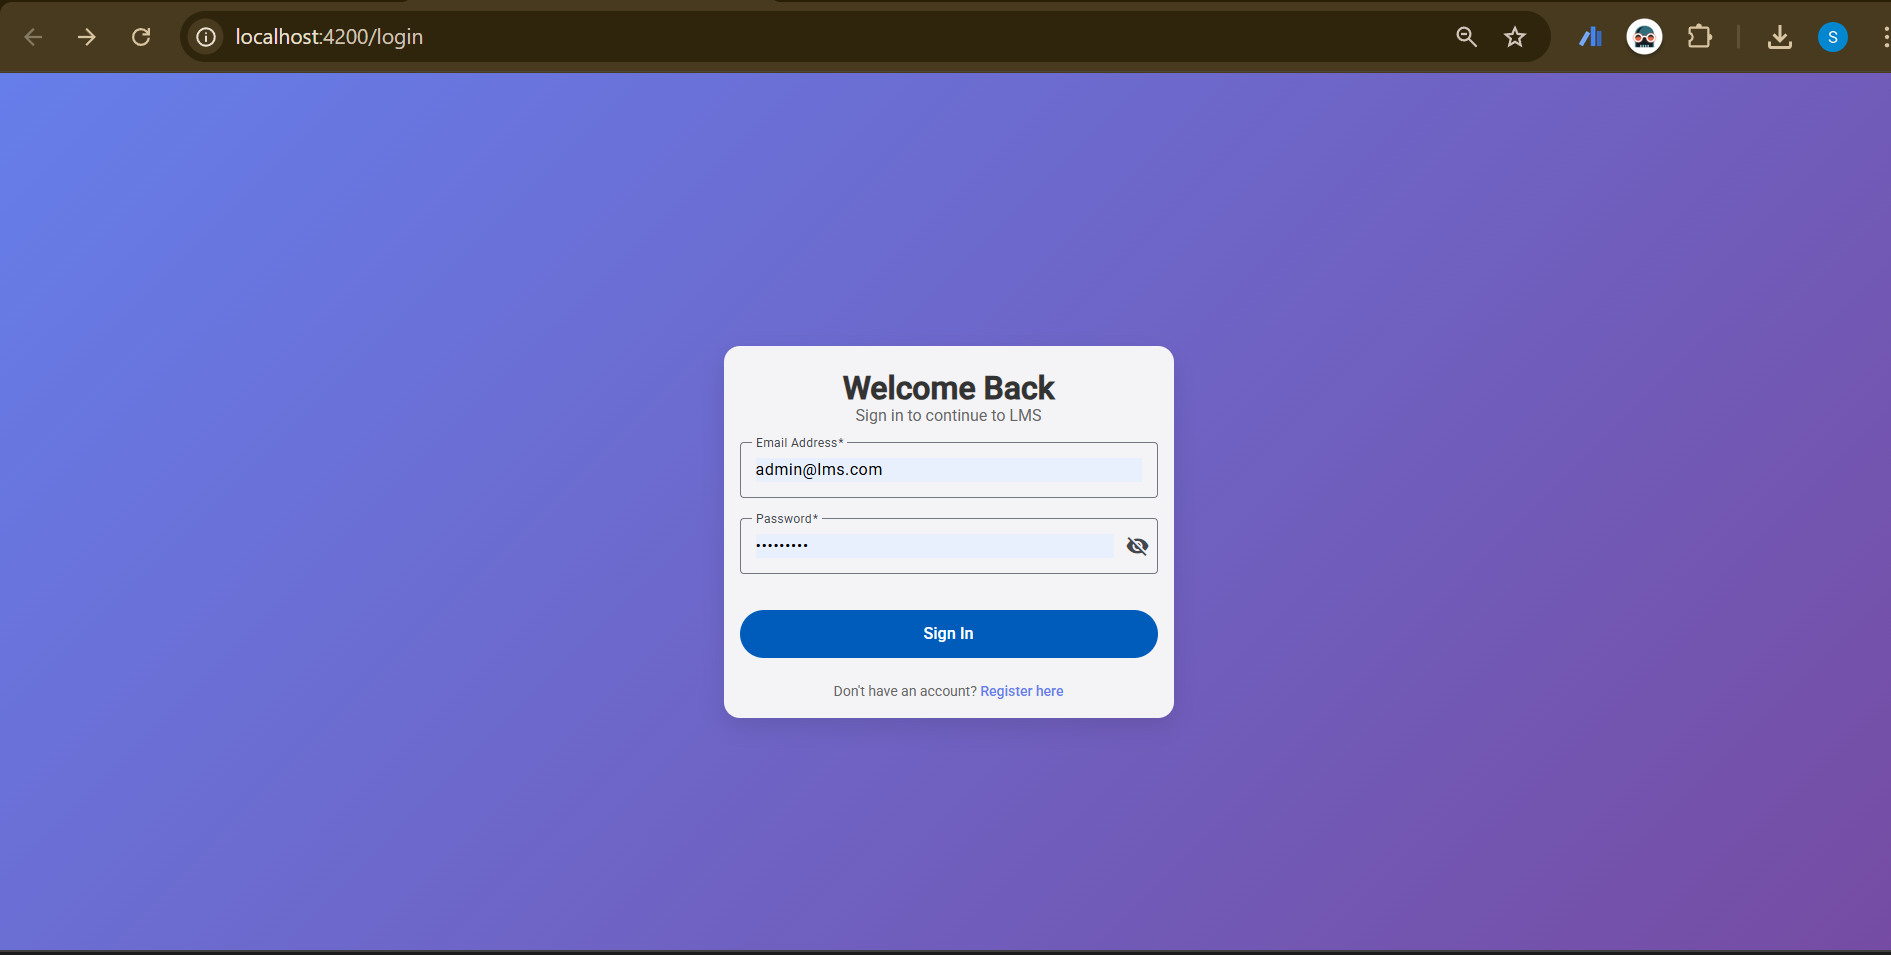 localhost:4200/login
S
Welcome Back
Sign in to continue to LMS
Email Address*
admin@lms.com
Password*
•••••••••
Sign In
Don't have an account? Register here